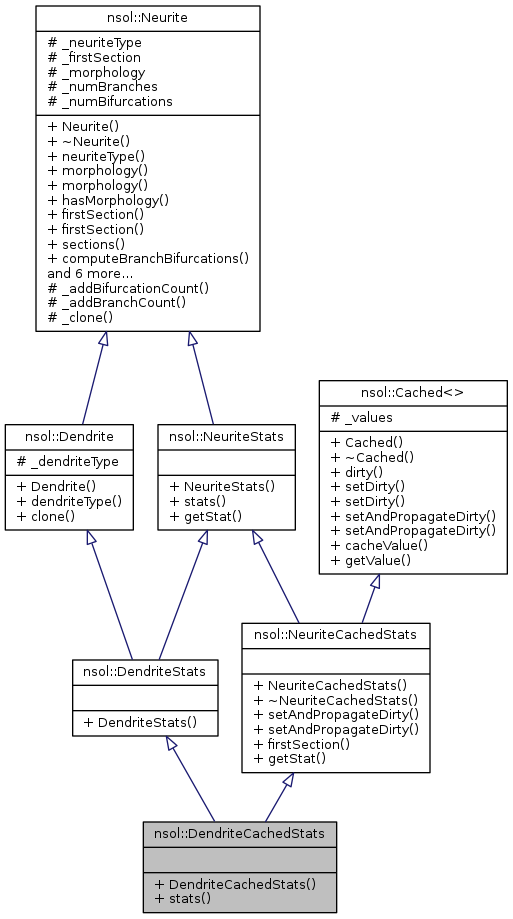 nsol::Neurite
# _neuriteType
# _firstSection
# _morphology
# _numBranches
# _numBifurcations
+ Neurite()
+ ~Neurite()
+ neuriteType()
+ morphology()
+ morphology()
+ hasMorphology()
+ firstSection()
+ firstSection()
+ sections()
+ computeBranchBifurcations()
and 6 more...
# _addBifurcationCount()
# _addBranchCount()
# _clone()
nsol::Cached<>
# _values
+ Cached()
+ ~Cached()
+ dirty()
+ setDirty()
+ setDirty()
+ setAndPropagateDirty()
+ setAndPropagateDirty()
+ cacheValue()
+ getValue()
nsol::Dendrite
# _dendriteType
+ Dendrite()
+ dendriteType()
+ clone()
nsol::NeuriteStats
+ NeuriteStats()
+ stats()
+ getStat()
nsol::NeuriteCachedStats
+ NeuriteCachedStats()
+ ~NeuriteCachedStats()
+ setAndPropagateDirty()
+ setAndPropagateDirty()
+ firstSection()
+ getStat()
nsol::DendriteStats
+ DendriteStats()
nsol::DendriteCachedStats
+ DendriteCachedStats()
+ stats()